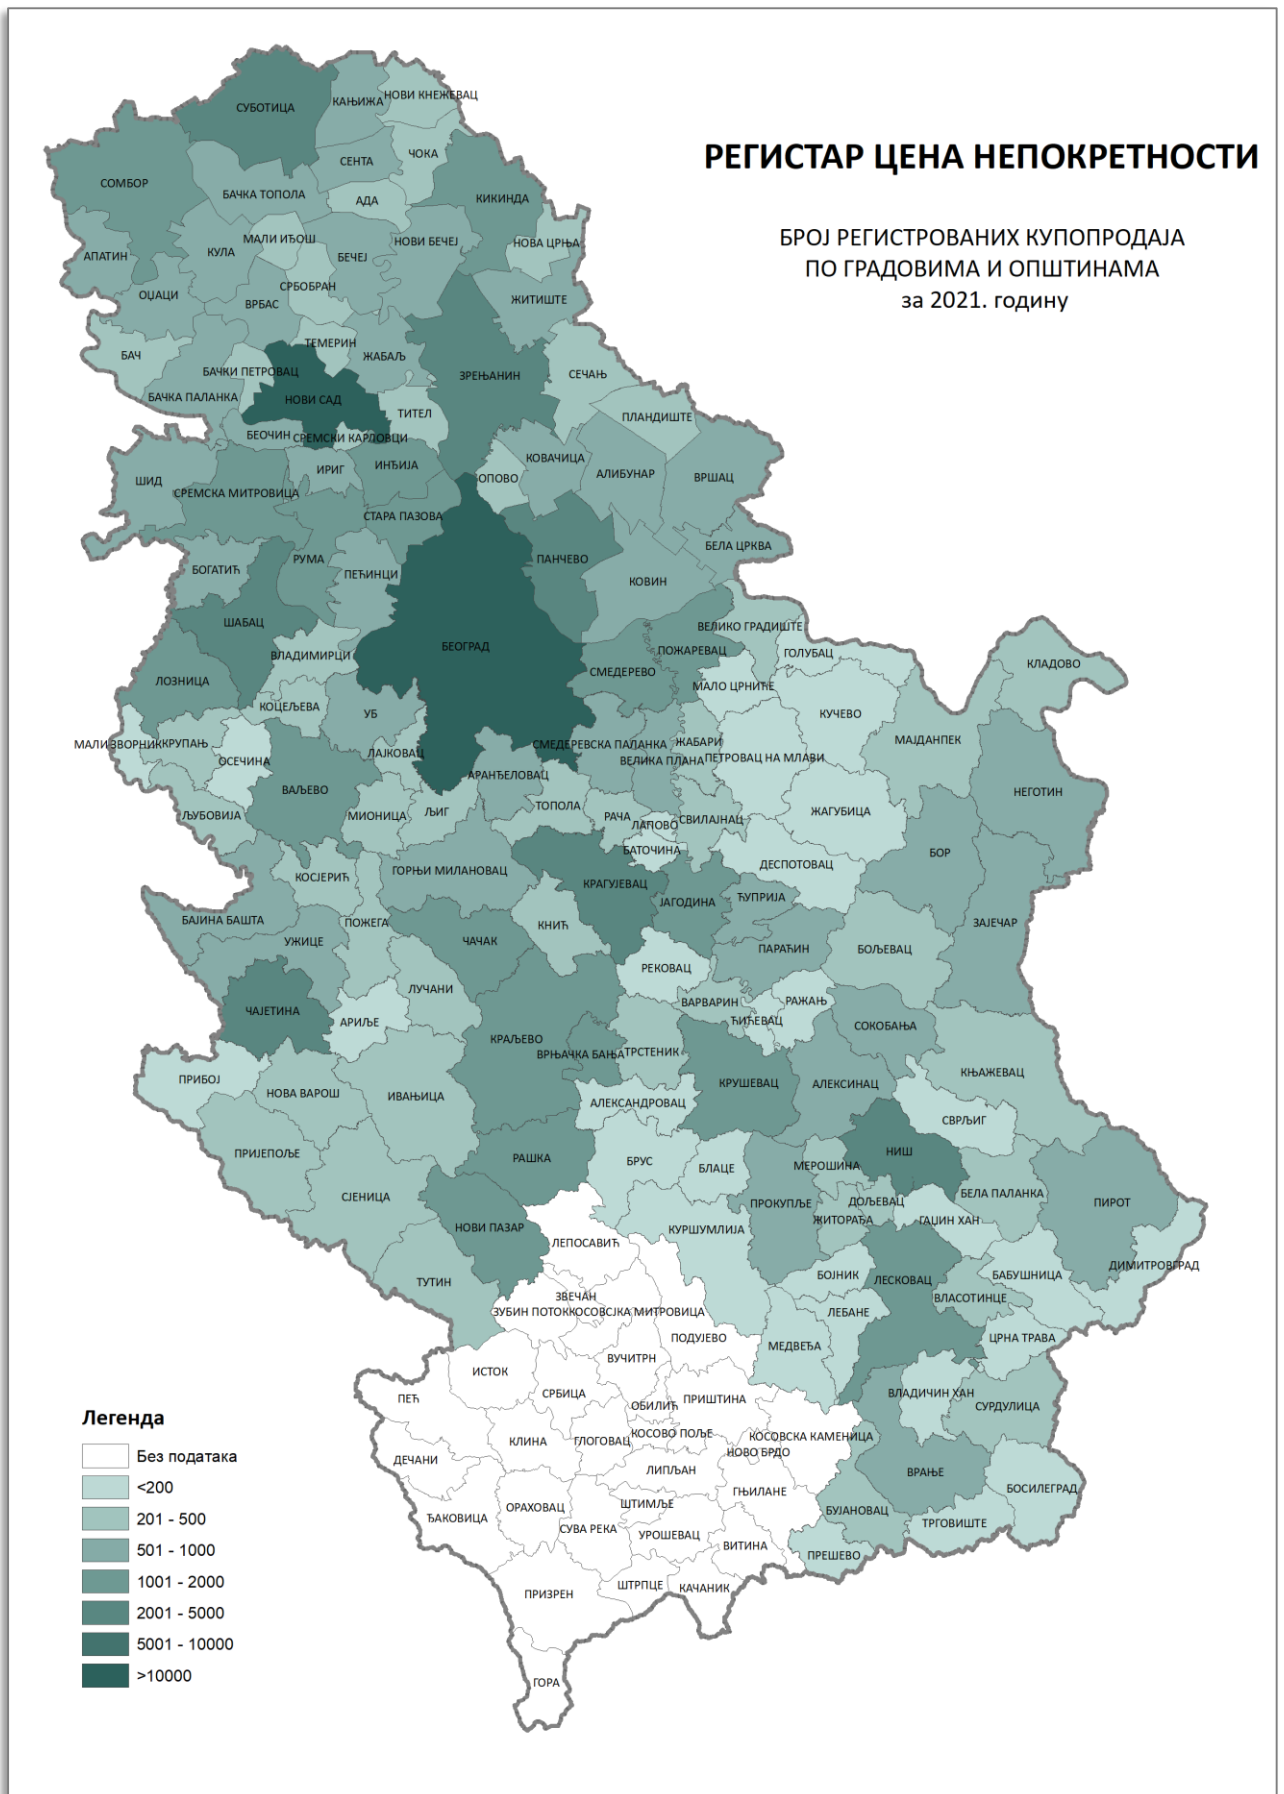 РЕГИСТАР ЦЕНА НЕПОКРЕТНОСТИ
БРОЈ РЕГИСТРОВАНИХ КУПОПРОДАЈА
ПО ГРАДОВИМА И ОПШТИНАМА
за 2021. годину
СУБОТИЦА
КАЊИЖА
НОВИ КНЕЖЕВАЦ
ЧОКА
СЕНТА
СОМБОР
БАЧКА ТОПОЛА
АДА
КИКИНДА
МАЛИ ИЂОШ
НОВИ БЕЧЕЈ
НОВА ЦРЊА
АПАТИН
КУЛА
БЕЧЕЈ
СРБОБРАН
ОЏАЦИ
ВРБАС
ЖИТИШТЕ
ТЕМЕРИН
БАЧ
ЖАБАЉ
БАЧКИ ПЕТРОВАЦ
ЗРЕЊАНИН
СЕЧАЊ
БАЧКА ПАЛАНКА
НОВИ САД
ТИТЕЛ
ПЛАНДИШТЕ
БЕОЧИН
СРЕМСКИ КАРЛОВЦИ
КОВАЧИЦА
ИРИГ
ИНЂИЈА
ОПОВО
АЛИБУНАР
ВРШАЦ
ШИД
СРЕМСКА МИТРОВИЦА
СТАРА ПАЗОВА
БЕЛА ЦРКВА
РУМА
ПАНЧЕВО
БОГАТИЋ
ПЕЋИНЦИ
КОВИН
ШАБАЦ
ВЕЛИКО ГРАДИШТЕ
БЕОГРАД
ПОЖАРЕВАЦ
ГОЛУБАЦ
ВЛАДИМИРЦИ
КЛАДОВО
СМЕДЕРЕВО
ЛОЗНИЦА
МАЛО ЦРНИЋЕ
КОЦЕЉЕВА
УБ
КУЧЕВО
МАЛИ ЗВОРНИК
КРУПАЊ
СМЕДЕРЕВСКА ПАЛАНКА
ЖАБАРИ
МАЈДАНПЕК
ЛАЈКОВАЦ
ОСЕЧИНА
ВЕЛИКА ПЛАНА
ПЕТРОВАЦ НА МЛАВИ
АРАНЂЕЛОВАЦ
ВАЉЕВО
НЕГОТИН
ТОПОЛА
ЉУБОВИЈА
МИОНИЦА
ЉИГ
РАЧА
ЛАПОВО
СВИЛАЈНАЦ
ЖАГУБИЦА
БАТОЧИНА
БОР
ДЕСПОТОВАЦ
КОСЈЕРИЋ
ГОРЊИ МИЛАНОВАЦ
КРАГУЈЕВАЦ
ЈАГОДИНА
ЋУПРИЈА
БАЈИНА БАШТА
ПОЖЕГА
КНИЋ
ЗАЈЕЧАР
УЖИЦЕ
ЧАЧАК
ПАРАЋИН
БОЉЕВАЦ
РЕКОВАЦ
ЛУЧАНИ
ЧАЈЕТИНА
АРИЉЕ
ВАРВАРИН
РАЖАЊ
ЋИЋЕВАЦ
СОКОБАЊА
КРАЉЕВО
ВРЊАЧКА БАЊА
ТРСТЕНИК
ПРИБОЈ
НОВА ВАРОШ
КРУШЕВАЦ
АЛЕКСИНАЦ
КЊАЖЕВАЦ
ИВАЊИЦА
АЛЕКСАНДРОВАЦ
СВРЉИГ
ПРИЈЕПОЉЕ
РАШКА
БРУС
БЛАЦЕ
МЕРОШИНА
НИШ
СЈЕНИЦА
ПРОКУПЉЕ
ДОЉЕВАЦ
БЕЛА ПАЛАНКА
ПИРОТ
НОВИ ПАЗАР
КУРШУМЛИЈА
ЖИТОРАЂА
ГАЏИН ХАН
ЛЕПОСАВИЋ
ДИМИТРОВГРАД
ТУТИН
БОЈНИК
ЛЕСКОВАЦ
БАБУШНИЦА
ЗВЕЧАН
ВЛАСОТИНЦЕ
ЗУБИН ПОТОК
КОСОВСКА МИТРОВИЦА
ЛЕБАНЕ
ПОДУЈЕВО
МЕДВЕЂА
ЦРНА ТРАВА
ВУЧИТРН
ИСТОК
ПЕЋ
СРБИЦА
ПРИШТИНА
ВЛАДИЧИН ХАН
ОБИЛИЋ
СУРДУЛИЦА
КЛИНА
ГЛОГОВАЦ
КОСОВО ПОЉЕ
КОСОВСКА КАМЕНИЦА
НОВО БРДО
ДЕЧАНИ
ЛИПЉАН
ВРАЊЕ
ГЊИЛАНЕ
БОСИЛЕГРАД
ОРАХОВАЦ
ШТИМЉЕ
БУЈАНОВАЦ
ЂАКОВИЦА
СУВА РЕКА
УРОШЕВАЦ
ТРГОВИШТЕ
ВИТИНА
ПРЕШЕВО
ПРИЗРЕН
ШТРПЦЕ
КАЧАНИК
ГОРА
Легенда
Без података
<200
201 - 500
501 - 1000
1001 - 2000
2001 - 5000
5001 - 10000
>10000